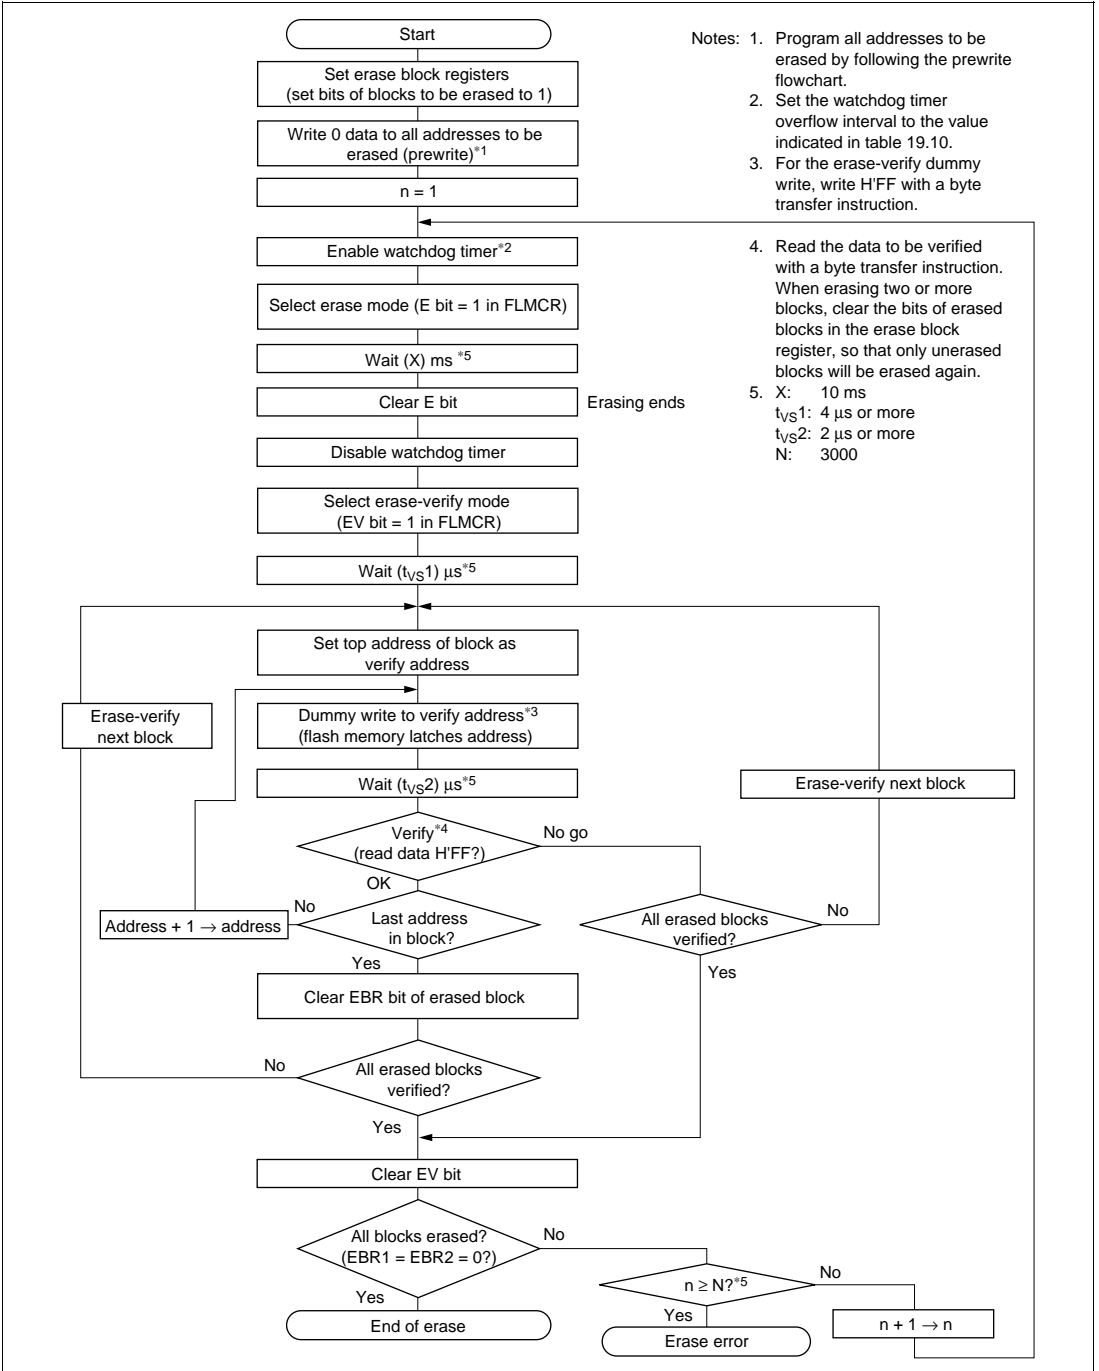 Start
Set erase block registers
(set bits of blocks to be erased to 1)
Write 0 data to all addresses to be
erased (prewrite)*1
n = 1
Enable watchdog timer*2
Select erase mode (E bit = 1 in FLMCR)
Wait (X) ms *5
Clear E bit
Erasing ends
Disable watchdog timer
Select erase-verify mode
(EV bit = 1 in FLMCR)
Wait (tVS1) μs*5
Set top address of block as
verify address
Erase-verify
next block
Dummy write to verify address*3
(flash memory latches address)
Wait (tVS2) μs*5
Erase-verify next block
Verify*4
(read data H'FF?)
No go
OK
No
Address + 1 → address
Last address
in block?
All erased blocks
verified?
No
Yes
Yes
Clear EBR bit of erased block
No
All erased blocks
verified?
Yes
Clear EV bit
All blocks erased?
(EBR1 = EBR2 = 0?)
No
n ≥ N?*5
No
Yes
Yes
n + 1 → n
End of erase
Erase error
Notes: 1. Program all addresses to be
erased by following the prewrite
flowchart.
2. Set the watchdog timer
overflow interval to the value
indicated in table 19.10.
3. For the erase-verify dummy
write, write H'FF with a byte
transfer instruction.
4. Read the data to be verified
with a byte transfer instruction.
When erasing two or more
blocks, clear the bits of erased
blocks in the erase block
register, so that only unerased
blocks will be erased again.
5. X: 10 ms
tVS1: 4 μs or more
tVS2: 2 μs or more
N: 3000